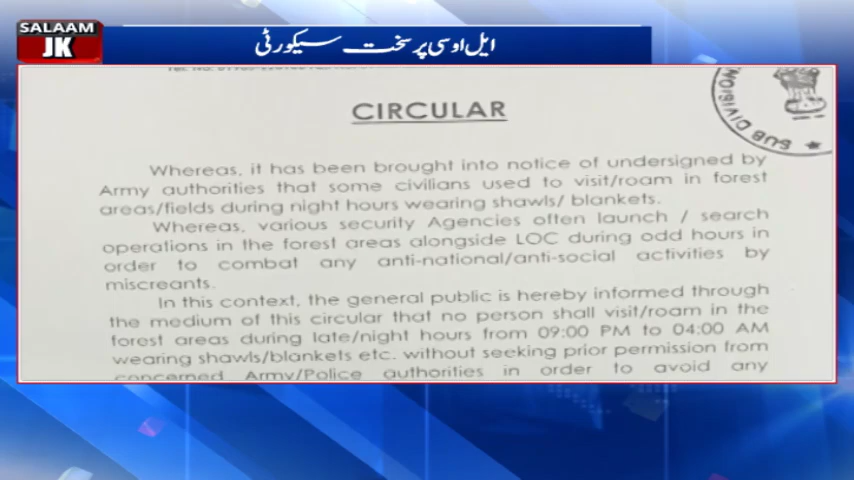 SALAAM
JK
ایل او سی پر سخت سیکورٹی
CIRCULAR
SUB DIVISION
Whereas, it has been brought into notice of undersigned by
Army authorities that some civilians used to visit/roam in forest
areas/fields during night hours wearing shawls/ blankets.
Whereas, various security Agencies often launch / search
operations in the forest areas alongside LOC during odd hours in
order to combat any anti-national/anti-social activities by
miscreants.
In this context, the general public is hereby informed through
the medium of this circular that no person shall visit/roam in the
forest areas during late/night hours from 09:00 PM to 04:00 AM
wearing shawls/blankets etc. without seeking prior permission from
concerned Army/Police authorities in order to avoid any